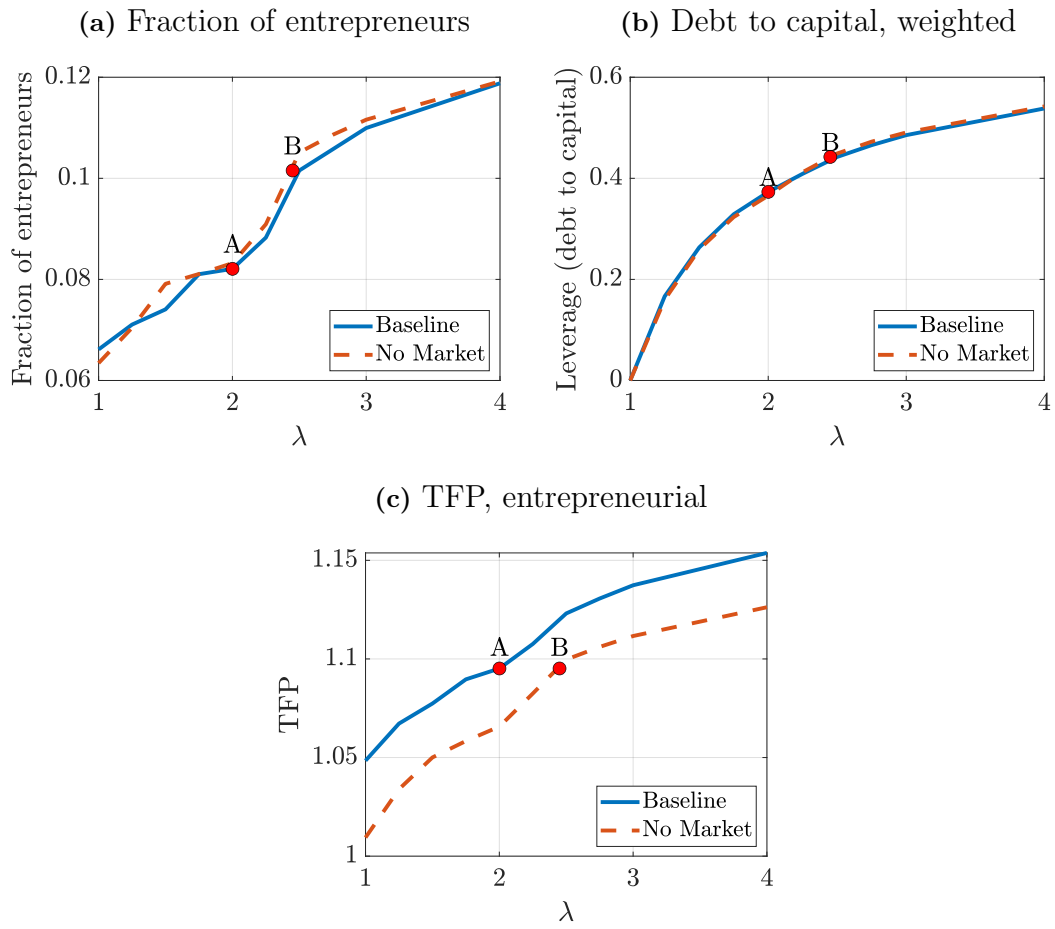 (a) Fraction of entrepreneurs
Fraction of entrepreneurs
0.12
0.1
0.08
0.06
A
B
Baseline
No Market
1 2 3 4
λ
(b) Debt to capital, weighted
Leverage (debt to capital)
0.6
0.4
0.2
0
A
B
Baseline
No Market
1 2 3 4
λ
(c) TFP, entrepreneurial
TFP
1.15
1.1
1.05
1
A B
Baseline
No Market
1 2 3 4
λ